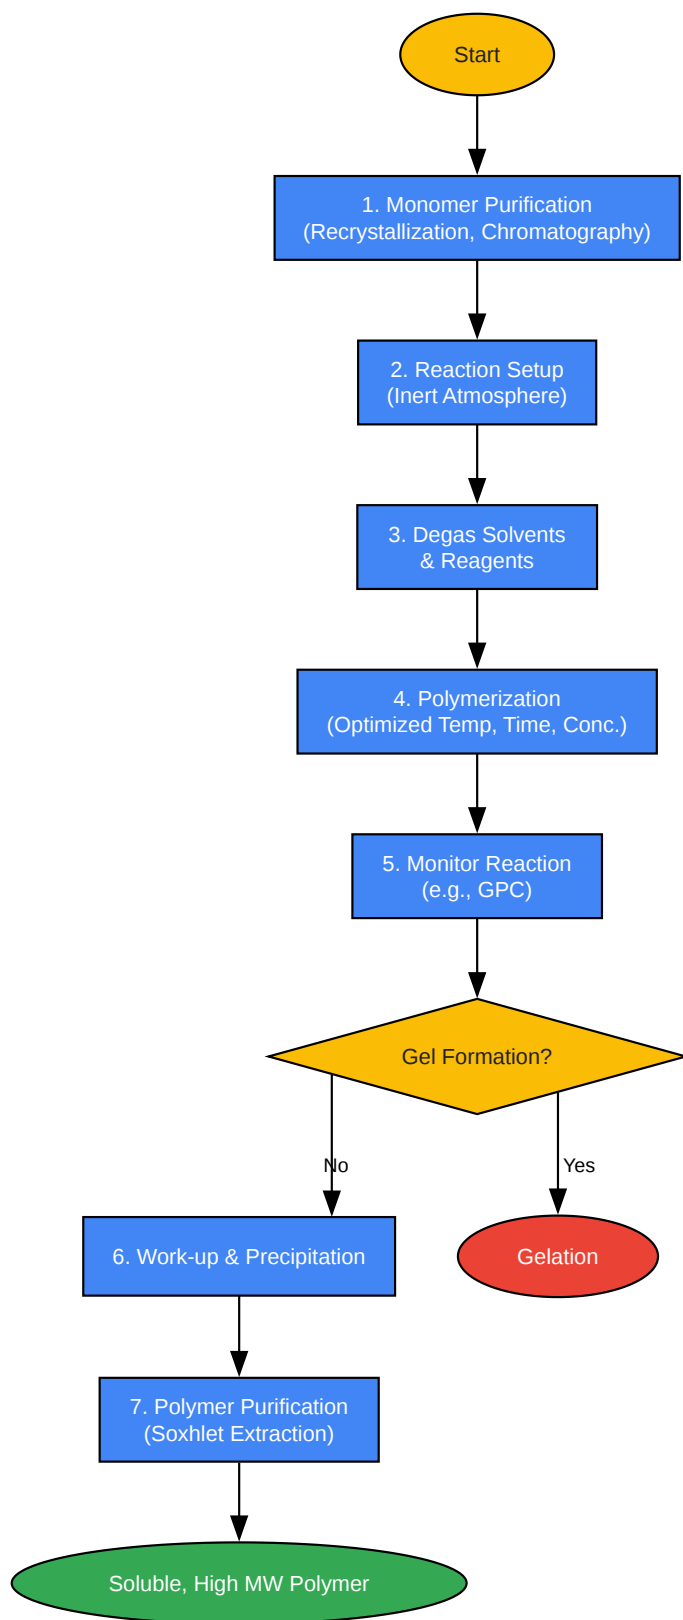 Start
1. Monomer Purification
(Recrystallization, Chromatography)
2. Reaction Setup
(Inert Atmosphere)
3. Degas Solvents
& Reagents
4. Polymerization
(Optimized Temp, Time, Conc.)
5. Monitor Reaction
(e.g., GPC)
Gel Formation?
No
Yes
6. Work-up & Precipitation
Gelation
7. Polymer Purification
(Soxhlet Extraction)
Soluble, High MW Polymer